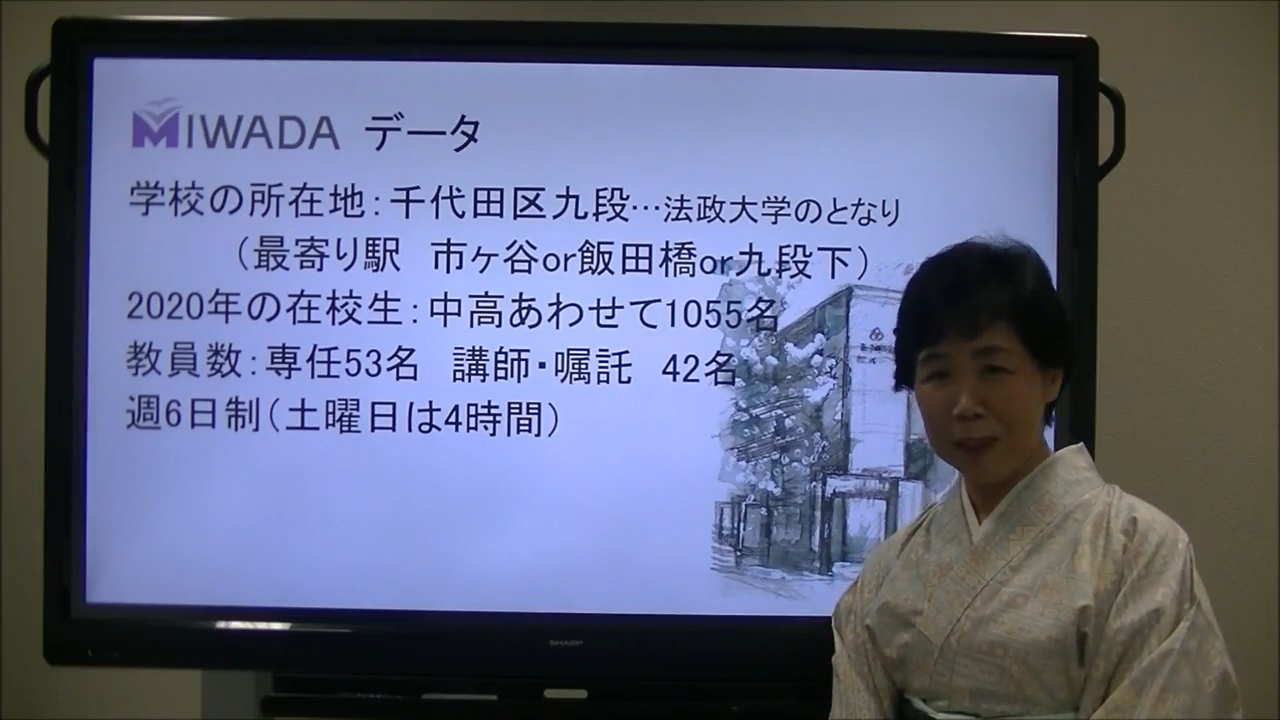 MIWADA データ
学校の所在地：千代田区九段…法政大学のとなり
（最寄り駅　市ヶ谷or飯田橋or九段下）
2020年の在校生：中高あわせて1055名
教員数：専任53名　講師・嘱託　42名
週6日制（土曜日は4時間）
SHARP